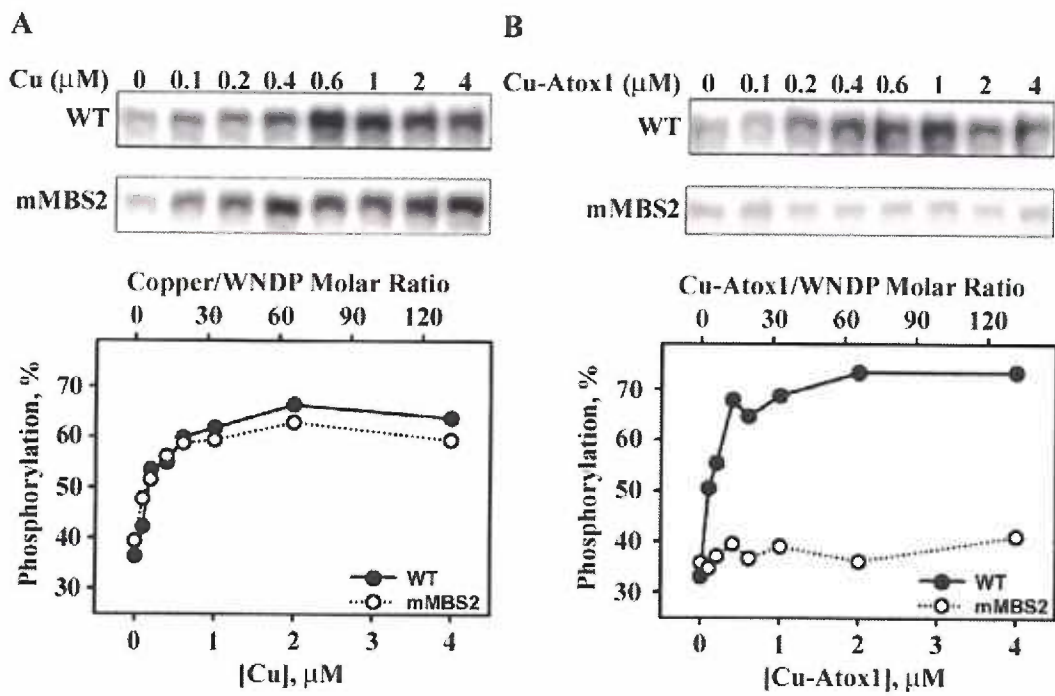 A
Cu (μM) 0 0.1 0.2 0.4 0.6 1 2 4
WT
mMBS2
Copper/WNDP Molar Ratio
0 30 60 90 120
Phosphorylation, %
70
60
50
40
30
WT
mMBS2
0 1 2 3 4
[Cu], μM
B
Cu-Atox1 (μM) 0 0.1 0.2 0.4 0.6 1 2 4
WT
mMBS2
Cu-Atox1/WNDP Molar Ratio
0 30 60 90 120
Phosphorylation, %
70
60
50
40
30
WT
mMBS2
0 1 2 3 4
[Cu-Atox1], μM